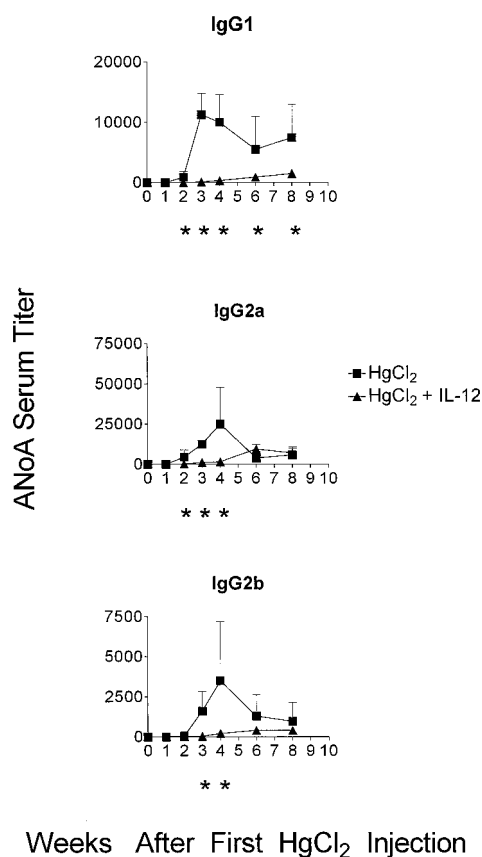 IgG1
20000
10000
0
0 1 2 3 4 5 6 7 8 9 10
* * * * *
ANoA Serum Titer
IgG2a
75000
50000
25000
0
0 1 2 3 4 5 6 7 8 9 10
* * *
HgCl2
HgCl2 + IL-12
IgG2b
7500
5000
2500
0
0 1 2 3 4 5 6 7 8 9 10
* *
Weeks After First HgCl2 Injection